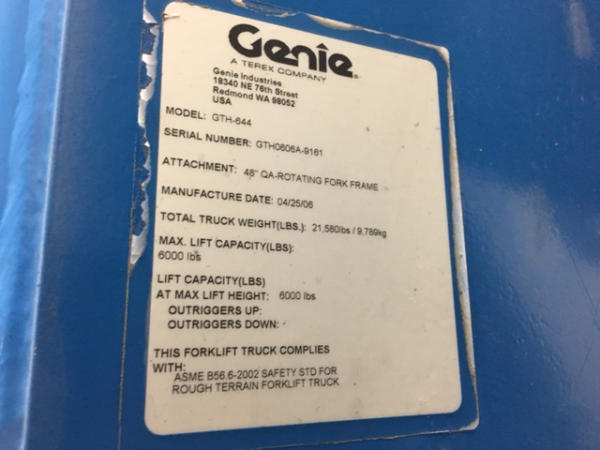 Genie
A TEREX COMPANY
Genie Industries
18340 NE 76th Street
Redmond WA 98052
USA
MODEL: GTH-644
SERIAL NUMBER: GTH0606A-9161
ATTACHMENT: 48" QA-ROTATING FORK FRAME
MANUFACTURE DATE: 04/25/06
TOTAL TRUCK WEIGHT(LBS.): 21,580lbs / 9,789kg
MAX. LIFT CAPACITY(LBS):
6000 lbs
LIFT CAPACITY(LBS)
AT MAX LIFT HEIGHT: 6000 lbs
OUTRIGGERS UP:
OUTRIGGERS DOWN:
THIS FORKLIFT TRUCK COMPLIES
WITH:
ASME B56.6-2002 SAFETY STD FOR
ROUGH TERRAIN FORKLIFT TRUCK